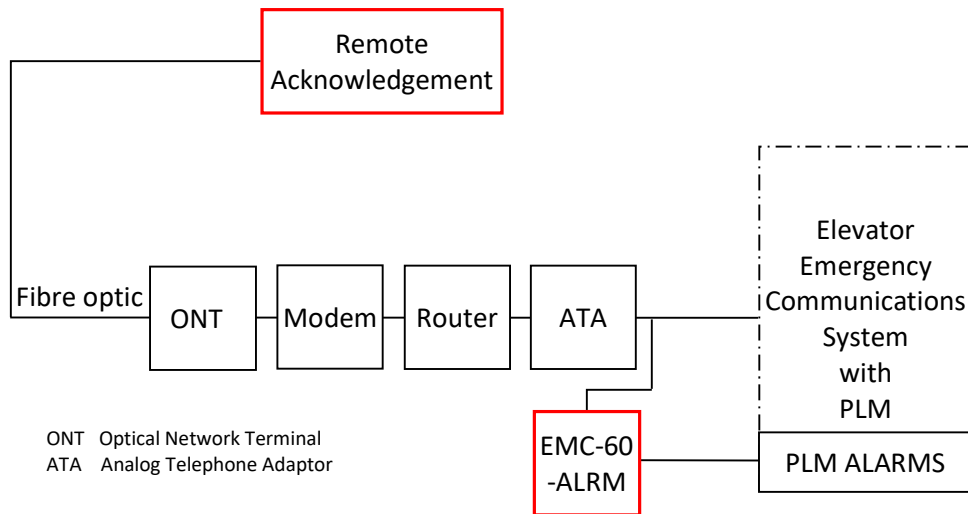 Remote
Acknowledgement
Fibre optic
ONT
Modem
Router
ATA
Elevator
Emergency
Communications
System
with
PLM
EMC-60
-ALRM
PLM ALARMS
ONT Optical Network Terminal
ATA Analog Telephone Adaptor